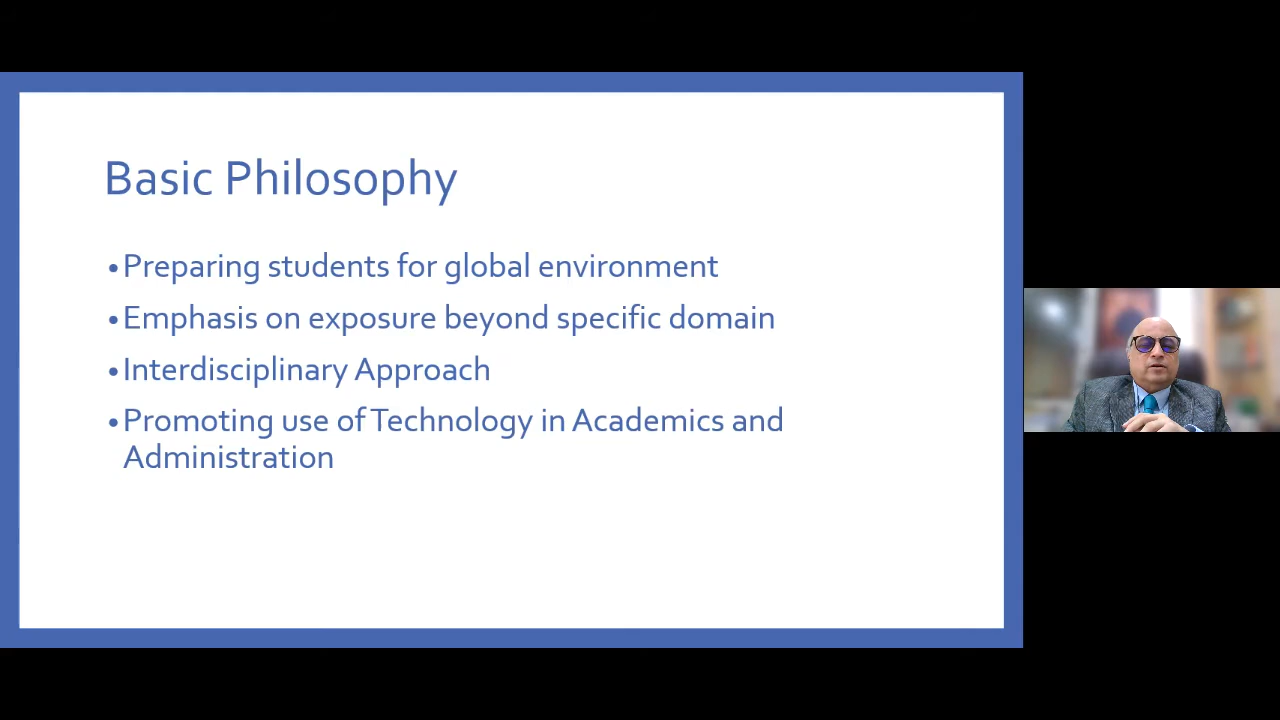 Basic Philosophy
•Preparing students for global environment
•Emphasis on exposure beyond specific domain
•Interdisciplinary Approach
•Promoting use of Technology in Academics and
Administration